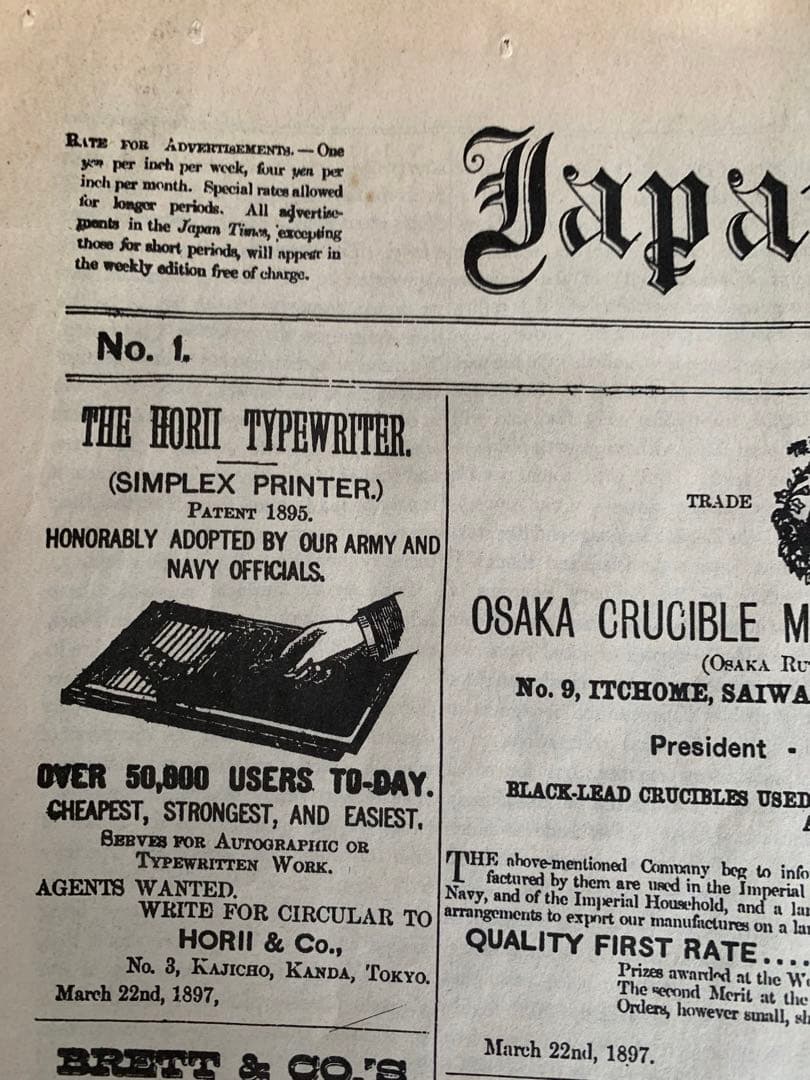 RATE FOR ADVERTISEMENTS. — One
yen per inch per week, four yen per
inch per month. Special rates allowed
for longer periods. All advertise-
ments in the Japan Times, excepting
those for short periods, will appear in
the weekly edition free of charge.
Japa
No. 1.
THE HORII TYPEWRITER.
(SIMPLEX PRINTER.)
PATENT 1895.
HONORABLY ADOPTED BY OUR ARMY AND
NAVY OFFICIALS.
OVER 50,000 USERS TO-DAY.
CHEAPEST, STRONGEST, AND EASIEST.
SERVES FOR AUTOGRAPHIC OR
TYPEWRITTEN WORK.
AGENTS WANTED.
WRITE FOR CIRCULAR TO
HORII & Co.,
No. 3, KAJICHO, KANDA, TOKYO.
March 22nd, 1897,
BRETT & CO.'S
TRADE
OSAKA CRUCIBLE M
(OSAKA RU
No. 9, ITCHOME, SAIWA
President -
BLACK-LEAD CRUCIBLES USED
A
THE above-mentioned Company beg to info
factured by them are used in the Imperial
Navy, and of the Imperial Household, and a la
arrangements to export our manufactures on a la
QUALITY FIRST RATE....
Prizes awarded at the W
The second Merit at the
Orders, however small, sh
March 22nd, 1897.